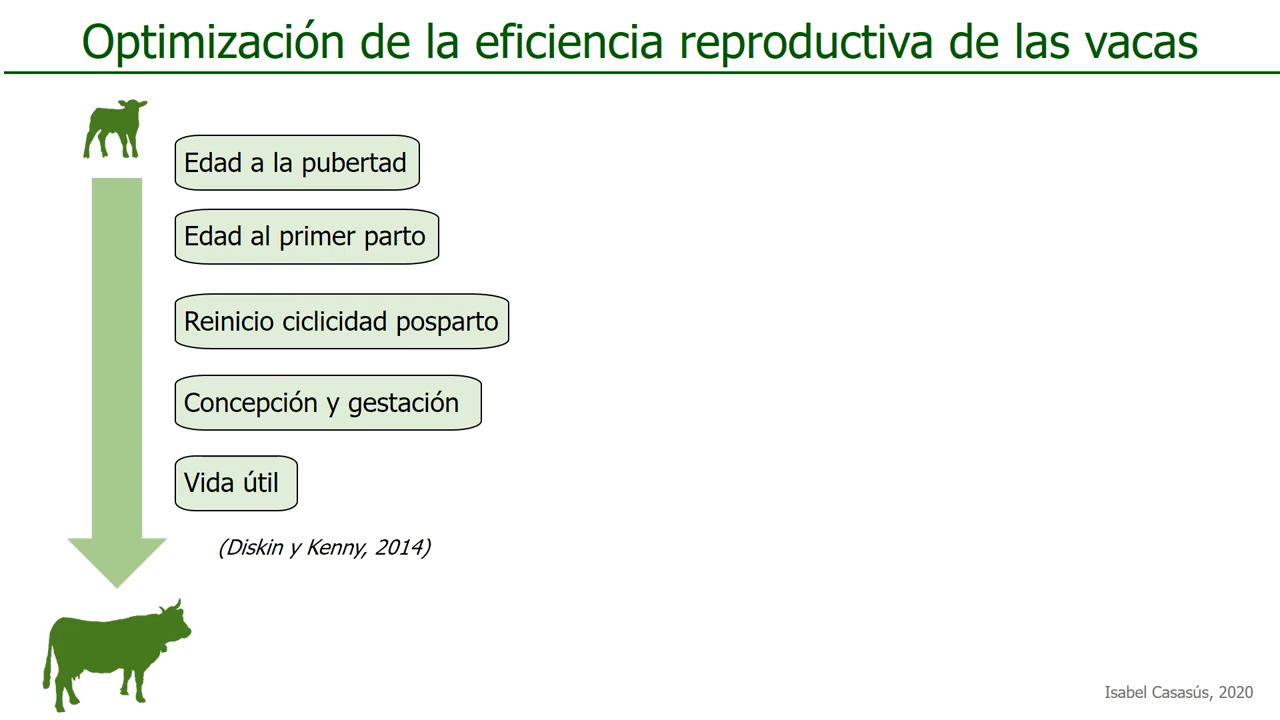 Optimización de la eficiencia reproductiva de las vacas
Edad a la pubertad
Edad al primer parto
Reinicio ciclicidad posparto
Concepción y gestación
Vida útil
(Diskin y Kenny, 2014)
Isabel Casasús, 2020